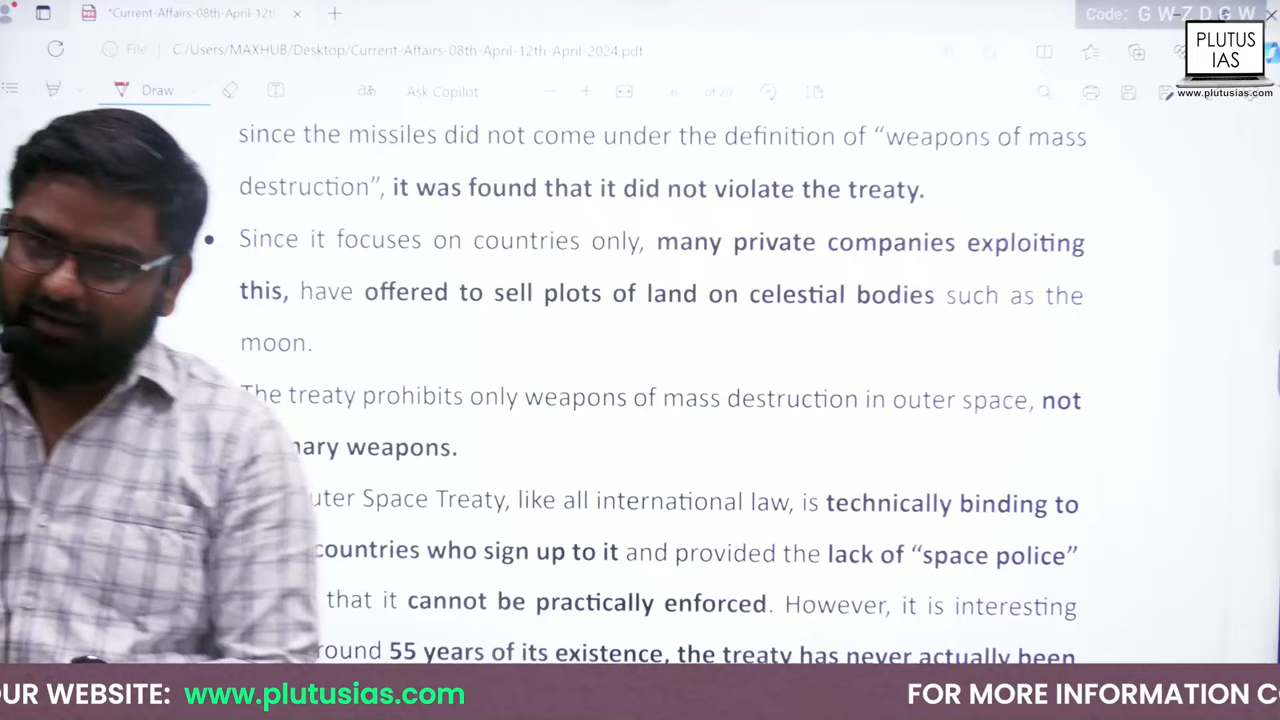 *Current-Affairs-08th-April-12th
Code: G W Z D G W
File C:/Users/MAXHUB/Desktop/Current-Affairs-08th-April-12th-April-2024.pdf
PLUTUS
IAS
www.plutusias.com
Draw
Ask Copilot
6 of 20
since the missiles did not come under the definition of “weapons of mass
destruction”, it was found that it did not violate the treaty.
• Since it focuses on countries only, many private companies exploiting
this, have offered to sell plots of land on celestial bodies such as the
moon.
The treaty prohibits only weapons of mass destruction in outer space, not
nary weapons.
uter Space Treaty, like all international law, is technically binding to
countries who sign up to it and provided the lack of “space police”
that it cannot be practically enforced. However, it is interesting
round 55 years of its existence, the treaty has never actually been
OUR WEBSITE: www.plutusias.com
FOR MORE INFORMATION CO